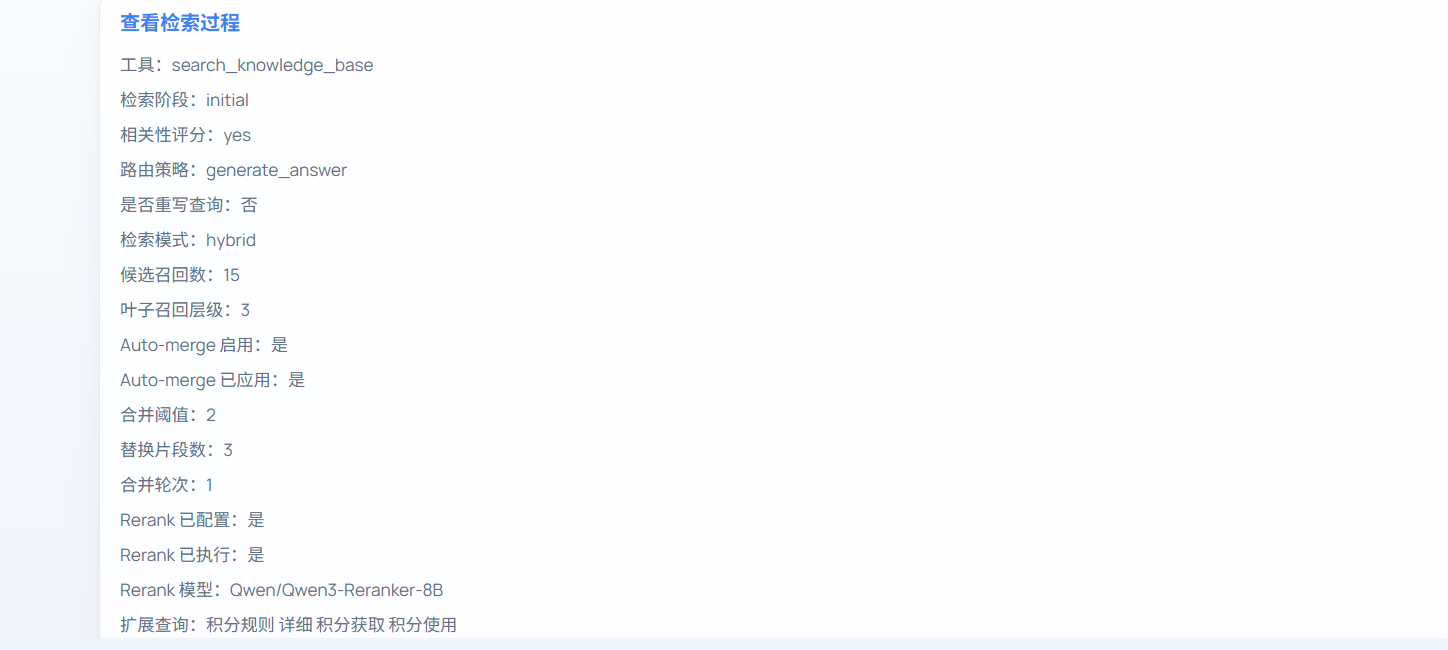 查看检索过程
工具：search_knowledge_base
检索阶段：initial
相关性评分：yes
路由策略：generate_answer
是否重写查询：否
检索模式：hybrid
候选召回数：15
叶子召回层级：3
Auto-merge 启用：是
Auto-merge 已应用：是
合并阈值：2
替换片段数：3
合并轮次：1
Rerank 已配置：是
Rerank 已执行：是
Rerank 模型：Qwen/Qwen3-Reranker-8B
扩展查询：积分规则 详细 积分获取 积分使用